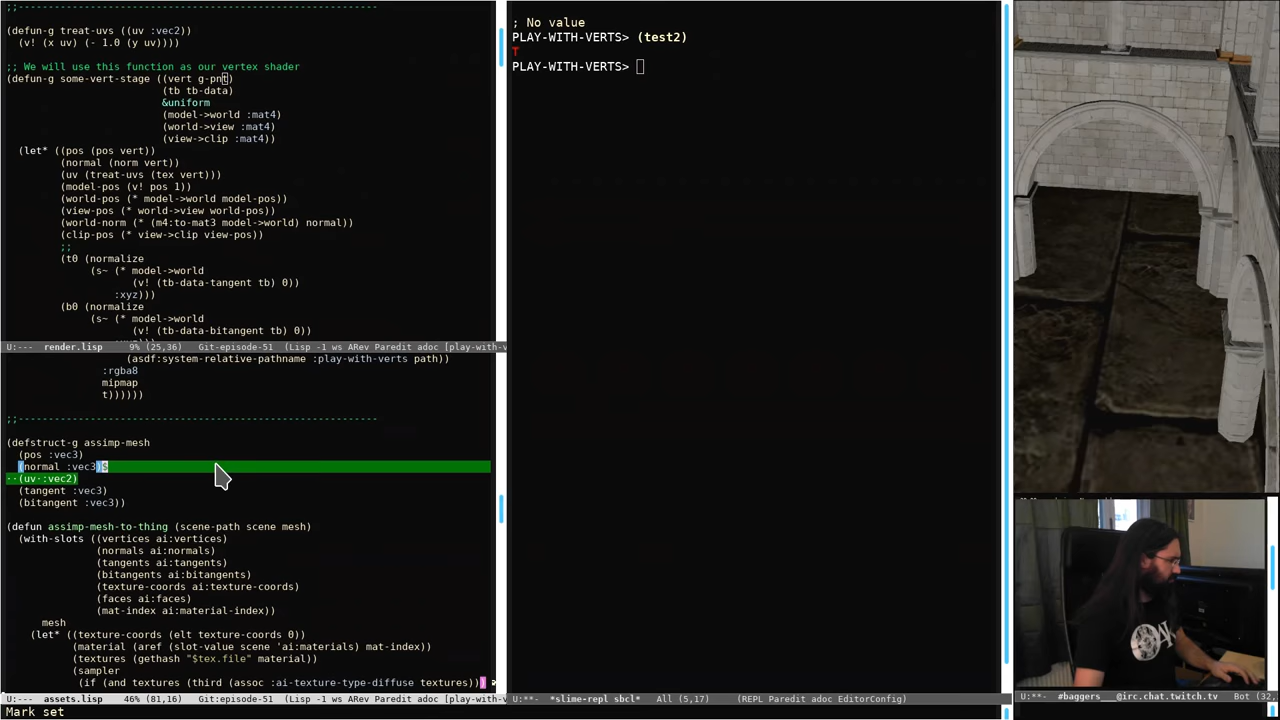 ;;------------------------------------------------------------
(defun-g treat-uvs ((uv :vec2))
  (v! (x uv) (- 1.0 (y uv))))
;; We will use this function as our vertex shader
(defun-g some-vert-stage ((vert g-pnt)
                          (tb tb-data)
                          &uniform
                          (model->world :mat4)
                          (world->view :mat4)
                          (view->clip :mat4))
  (let* ((pos (pos vert))
         (normal (norm vert))
         (uv (treat-uvs (tex vert)))
         (model-pos (v! pos 1))
         (world-pos (* model->world model-pos))
         (view-pos (* world->view world-pos))
         (world-norm (* (m4:to-mat3 model->world) normal))
         (clip-pos (* view->clip view-pos))
         ;;
         (t0 (normalize
              (s~ (* model->world
                     (v! (tb-data-tangent tb) 0))
                  :xyz)))
         (b0 (normalize
              (s~ (* model->world
                     (v! (tb-data-bitangent tb) 0))
U:---  render.lisp    9% (25,36)    Git-episode-51  (Lisp -1 ws ARev Paredit adoc [play-with-v
                    (asdf:system-relative-pathname :play-with-verts path))
                :rgba8
                mipmap
                t))))))
;;------------------------------------------------------------
(defstruct-g assimp-mesh
  (pos :vec3)
  (normal :vec3)$
··(uv·:vec2)
  (tangent :vec3)
  (bitangent :vec3))
(defun assimp-mesh-to-thing (scene-path scene mesh)
  (with-slots ((vertices ai:vertices)
               (normals ai:normals)
               (tangents ai:tangents)
               (bitangents ai:bitangents)
               (texture-coords ai:texture-coords)
               (faces ai:faces)
               (mat-index ai:material-index))
      mesh
    (let* ((texture-coords (elt texture-coords 0))
           (material (aref (slot-value scene 'ai:materials) mat-index))
           (textures (gethash "$tex.file" material))
           (sampler
            (if (and textures (third (assoc :ai-texture-type-diffuse textures)))
U:---  assets.lisp   46% (81,16)    Git-episode-51  (Lisp -1 ws ARev Paredit adoc [play-with-v
Mark set
; No value
PLAY-WITH-VERTS> (test2)
T
PLAY-WITH-VERTS>
U:**-  *slime-repl sbcl*   All (5,17)     (REPL Paredit adoc EditorConfig)
U:**-  #baggers___@irc.chat.twitch.tv   Bot (32,